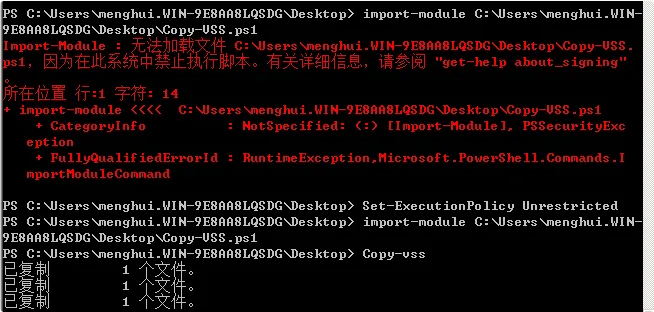 PS C:\Users\menghui.WIN-9E8AA8LQSDG\Desktop> import-module C:\Users\menghui.WIN-
9E8AA8LQSDG\Desktop\Copy-VSS.ps1
Import-Module : 无法加载文件 C:\Users\menghui.WIN-9E8AA8LQSDG\Desktop\Copy-VSS.
ps1，因为在此系统中禁止执行脚本。有关详细信息，请参阅 "get-help about_signing"
。
所在位置 行:1 字符: 14
+ import-module <<<<  C:\Users\menghui.WIN-9E8AA8LQSDG\Desktop\Copy-VSS.ps1
    + CategoryInfo          : NotSpecified: (:) [Import-Module], PSSecurityExc
   eption
    + FullyQualifiedErrorId : RuntimeException,Microsoft.PowerShell.Commands.I
   mportModuleCommand
PS C:\Users\menghui.WIN-9E8AA8LQSDG\Desktop> Set-ExecutionPolicy Unrestricted
PS C:\Users\menghui.WIN-9E8AA8LQSDG\Desktop> import-module C:\Users\menghui.WIN-
9E8AA8LQSDG\Desktop\Copy-VSS.ps1
PS C:\Users\menghui.WIN-9E8AA8LQSDG\Desktop> Copy-vss
已复制         1 个文件。
已复制         1 个文件。
已复制         1 个文件。